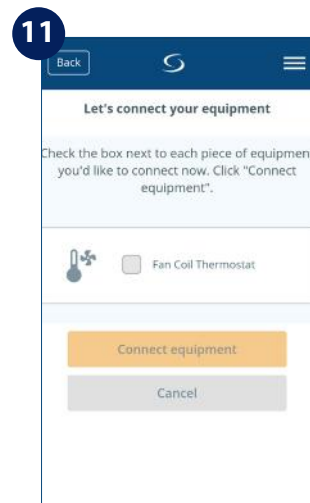 11
Back
Let's connect your equipment
Check the box next to each piece of equipmen
you'd like to connect now. Click "Connect
equipment".
Fan Coil Thermostat
Connect equipment
Cancel